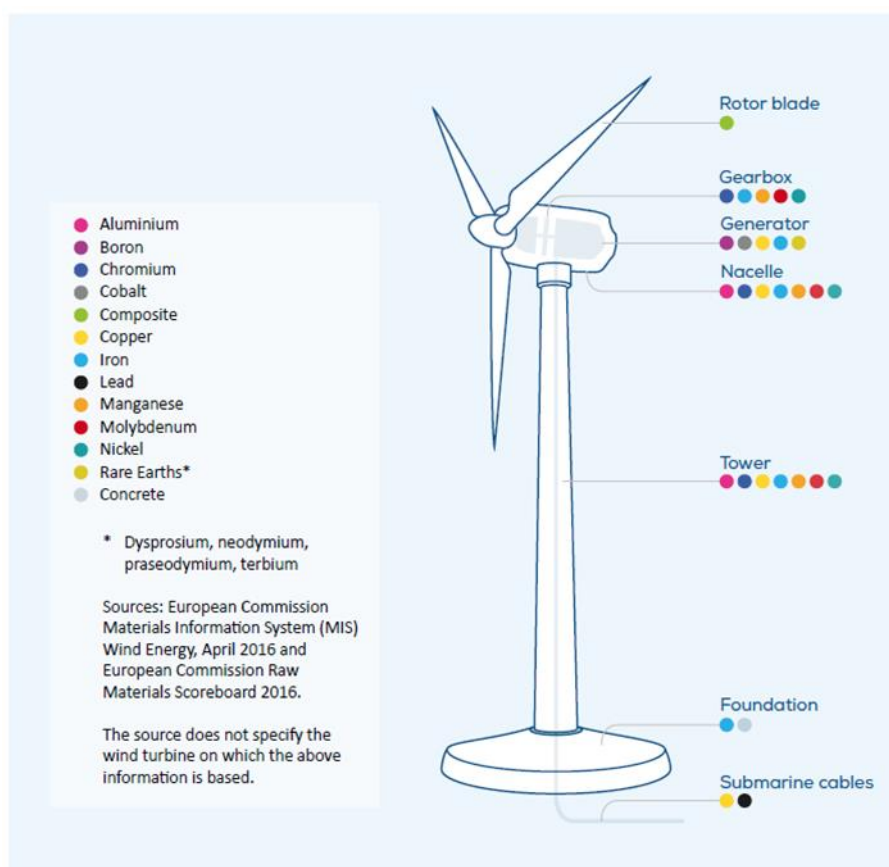 Rotor blade
Gearbox
Generator
Nacelle
Tower
Foundation
Submarine cables
Aluminium
Boron
Chromium
Cobalt
Composite
Copper
Iron
Lead
Manganese
Molybdenum
Nickel
Rare Earths*
Concrete
* Dysprosium, neodymium,
praseodymium, terbium
Sources: European Commission
Materials Information System (MIS)
Wind Energy, April 2016 and
European Commission Raw
Materials Scoreboard 2016.
The source does not specify the
wind turbine on which the above
information is based.